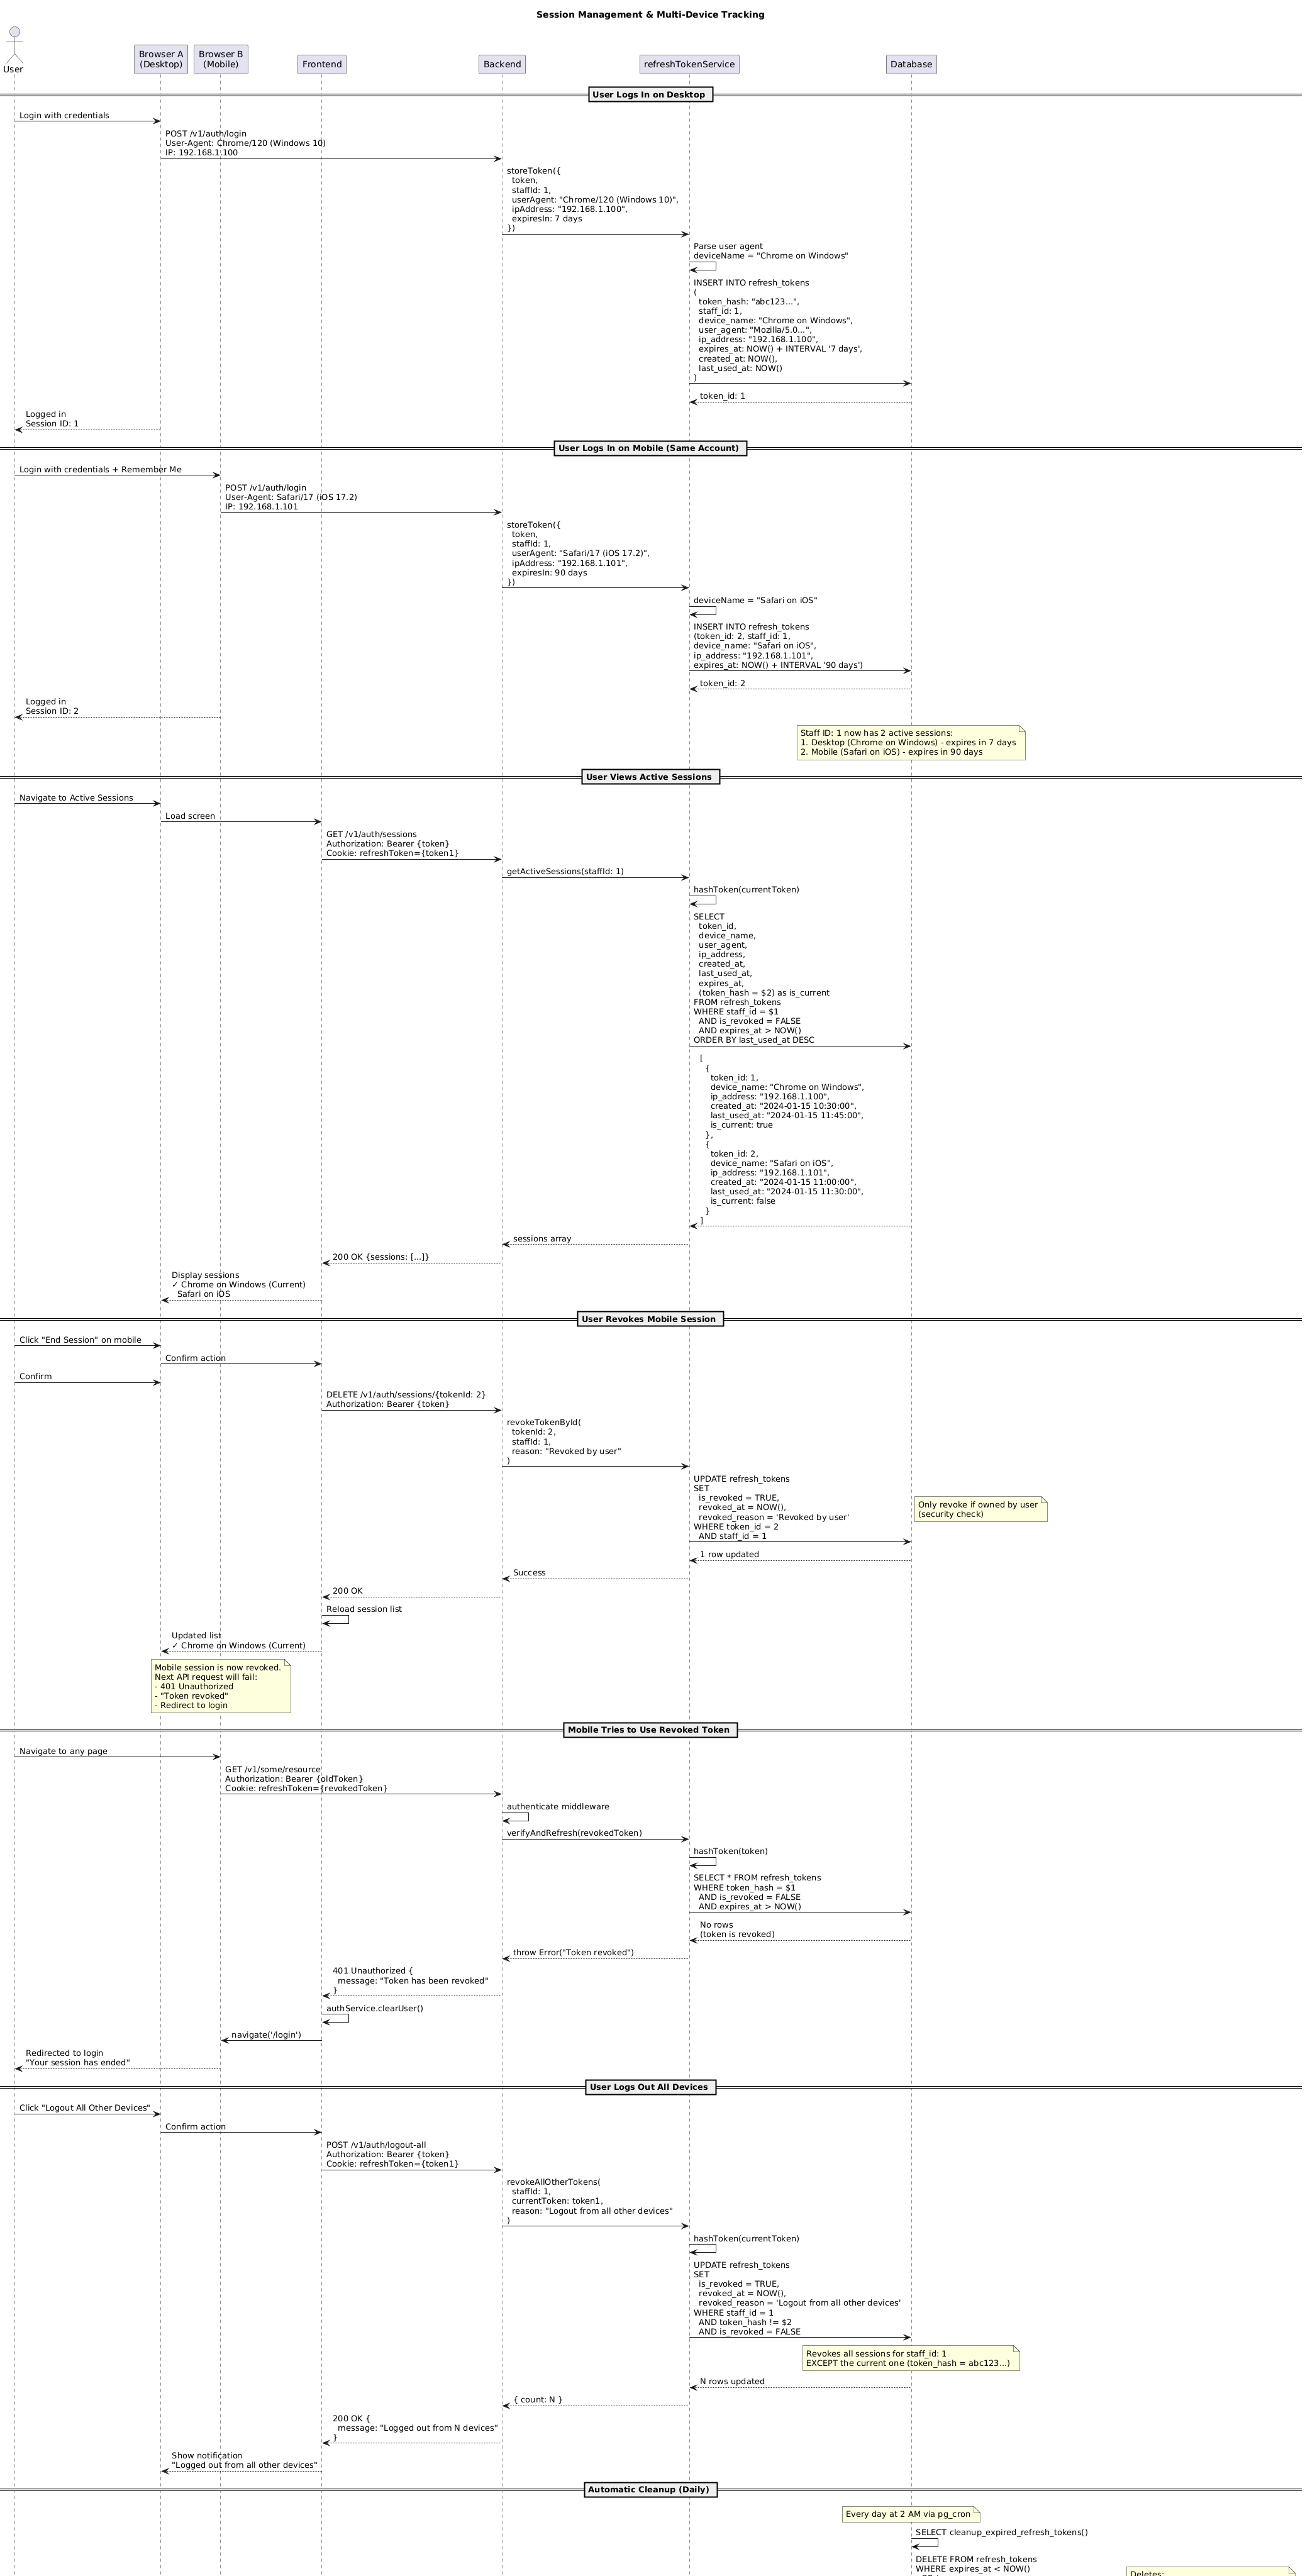 Session Management & Multi-Device Tracking
User
Browser A
(Desktop)
Browser B
(Mobile)
Frontend
Backend
refreshTokenService
Database
User Logs In on Desktop
Login with credentials
POST /v1/auth/login
User-Agent: Chrome/120 (Windows 10)
IP: 192.168.1.100
storeToken({
token,
staffId: 1,
userAgent: "Chrome/120 (Windows 10)",
ipAddress: "192.168.1.100",
expiresIn: 7 days
})
Parse user agent
deviceName = "Chrome on Windows"
INSERT INTO refresh_tokens
(
token_hash: "abc123...",
staff_id: 1,
device_name: "Chrome on Windows",
user_agent: "Mozilla/5.0...",
ip_address: "192.168.1.100",
expires_at: NOW() + INTERVAL '7 days',
created_at: NOW(),
last_used_at: NOW()
)
token_id: 1
Logged in
Session ID: 1
User Logs In on Mobile (Same Account)
Login with credentials + Remember Me
POST /v1/auth/login
User-Agent: Safari/17 (iOS 17.2)
IP: 192.168.1.101
storeToken({
token,
staffId: 1,
userAgent: "Safari/17 (iOS 17.2)",
ipAddress: "192.168.1.101",
expiresIn: 90 days
})
deviceName = "Safari on iOS"
INSERT INTO refresh_tokens
(token_id: 2, staff_id: 1,
device_name: "Safari on iOS",
ip_address: "192.168.1.101",
expires_at: NOW() + INTERVAL '90 days')
token_id: 2
Logged in
Session ID: 2
Staff ID: 1 now has 2 active sessions:
1. Desktop (Chrome on Windows) - expires in 7 days
2. Mobile (Safari on iOS) - expires in 90 days
User Views Active Sessions
Navigate to Active Sessions
Load screen
GET /v1/auth/sessions
Authorization: Bearer {token}
Cookie: refreshToken={token1}
getActiveSessions(staffId: 1)
hashToken(currentToken)
SELECT
token_id,
device_name,
user_agent,
ip_address,
created_at,
last_used_at,
expires_at,
(token_hash = $2) as is_current
FROM refresh_tokens
WHERE staff_id = $1
AND is_revoked = FALSE
AND expires_at > NOW()
ORDER BY last_used_at DESC
[
{
token_id: 1,
device_name: "Chrome on Windows",
ip_address: "192.168.1.100",
created_at: "2024-01-15 10:30:00",
last_used_at: "2024-01-15 11:45:00",
is_current: true
},
{
token_id: 2,
device_name: "Safari on iOS",
ip_address: "192.168.1.101",
created_at: "2024-01-15 11:00:00",
last_used_at: "2024-01-15 11:30:00",
is_current: false
}
]
sessions array
200 OK {sessions: [...]}
Display sessions
✓ Chrome on Windows (Current)
Safari on iOS
User Revokes Mobile Session
Click "End Session" on mobile
Confirm action
Confirm
DELETE /v1/auth/sessions/{tokenId: 2}
Authorization: Bearer {token}
revokeTokenById(
tokenId: 2,
staffId: 1,
reason: "Revoked by user"
)
UPDATE refresh_tokens
SET
is_revoked = TRUE,
revoked_at = NOW(),
revoked_reason = 'Revoked by user'
WHERE token_id = 2
AND staff_id = 1
Only revoke if owned by user
(security check)
1 row updated
Success
200 OK
Reload session list
Updated list
✓ Chrome on Windows (Current)
Mobile session is now revoked.
Next API request will fail:
- 401 Unauthorized
- "Token revoked"
- Redirect to login
Mobile Tries to Use Revoked Token
Navigate to any page
GET /v1/some/resource
Authorization: Bearer {oldToken}
Cookie: refreshToken={revokedToken}
authenticate middleware
verifyAndRefresh(revokedToken)
hashToken(token)
SELECT * FROM refresh_tokens
WHERE token_hash = $1
AND is_revoked = FALSE
AND expires_at > NOW()
No rows
(token is revoked)
throw Error("Token revoked")
401 Unauthorized {
message: "Token has been revoked"
}
authService.clearUser()
navigate('/login')
Redirected to login
"Your session has ended"
User Logs Out All Devices
Click "Logout All Other Devices"
Confirm action
POST /v1/auth/logout-all
Authorization: Bearer {token}
Cookie: refreshToken={token1}
revokeAllOtherTokens(
staffId: 1,
currentToken: token1,
reason: "Logout from all other devices"
)
hashToken(currentToken)
UPDATE refresh_tokens
SET
is_revoked = TRUE,
revoked_at = NOW(),
revoked_reason = 'Logout from all other devices'
WHERE staff_id = 1
AND token_hash != $2
AND is_revoked = FALSE
Revokes all sessions for staff_id: 1
EXCEPT the current one (token_hash = abc123...)
N rows updated
{ count: N }
200 OK {
message: "Logged out from N devices"
}
Show notification
"Logged out from all other devices"
Automatic Cleanup (Daily)
Every day at 2 AM via pg_cron
SELECT cleanup_expired_refresh_tokens()
DELETE FROM refresh_tokens
WHERE expires_at < NOW()
Deletes: